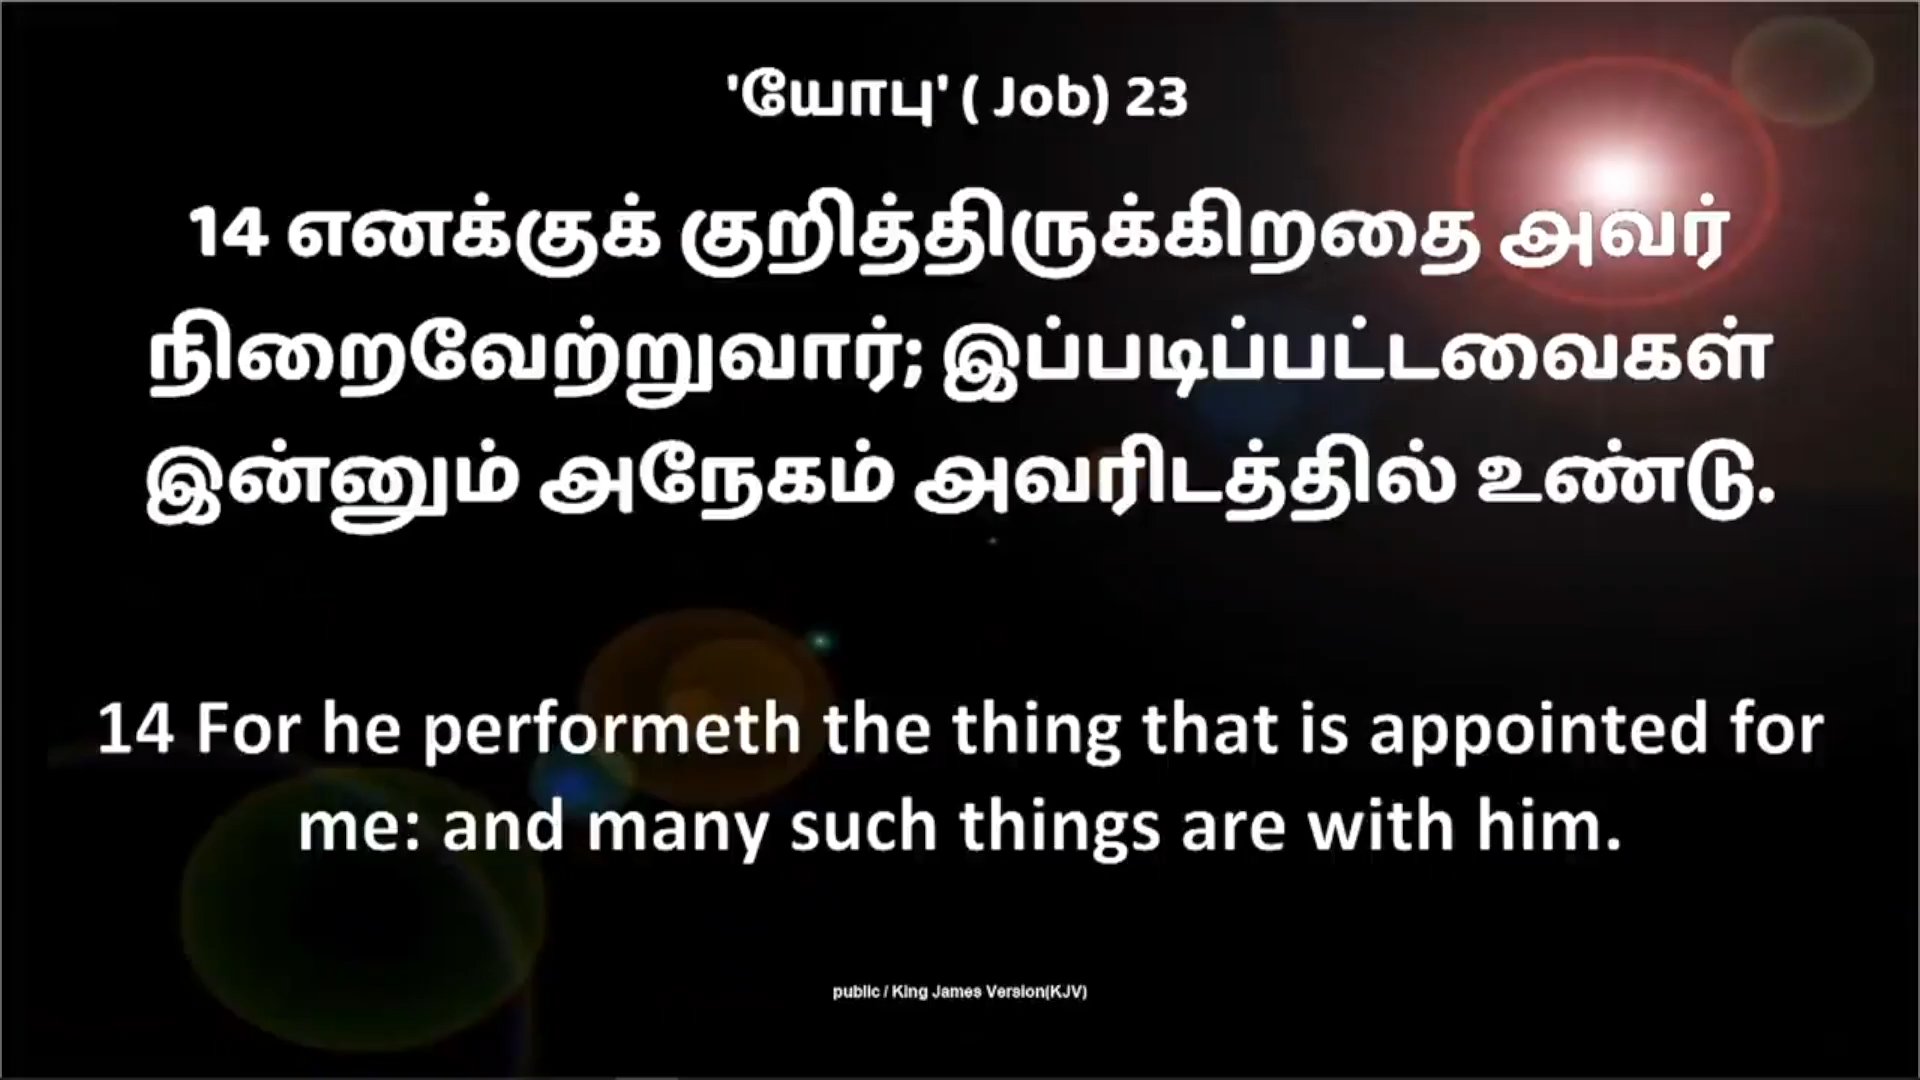 'யோபு' ( Job) 23
14 எனக்குக் குறித்திருக்கிறதை அவர்
நிறைவேற்றுவார்; இப்படிப்பட்டவைகள்
இன்னும் அநேகம் அவரிடத்தில் உண்டு.
14 For he performeth the thing that is appointed for
me: and many such things are with him.
public / King James Version(KJV)